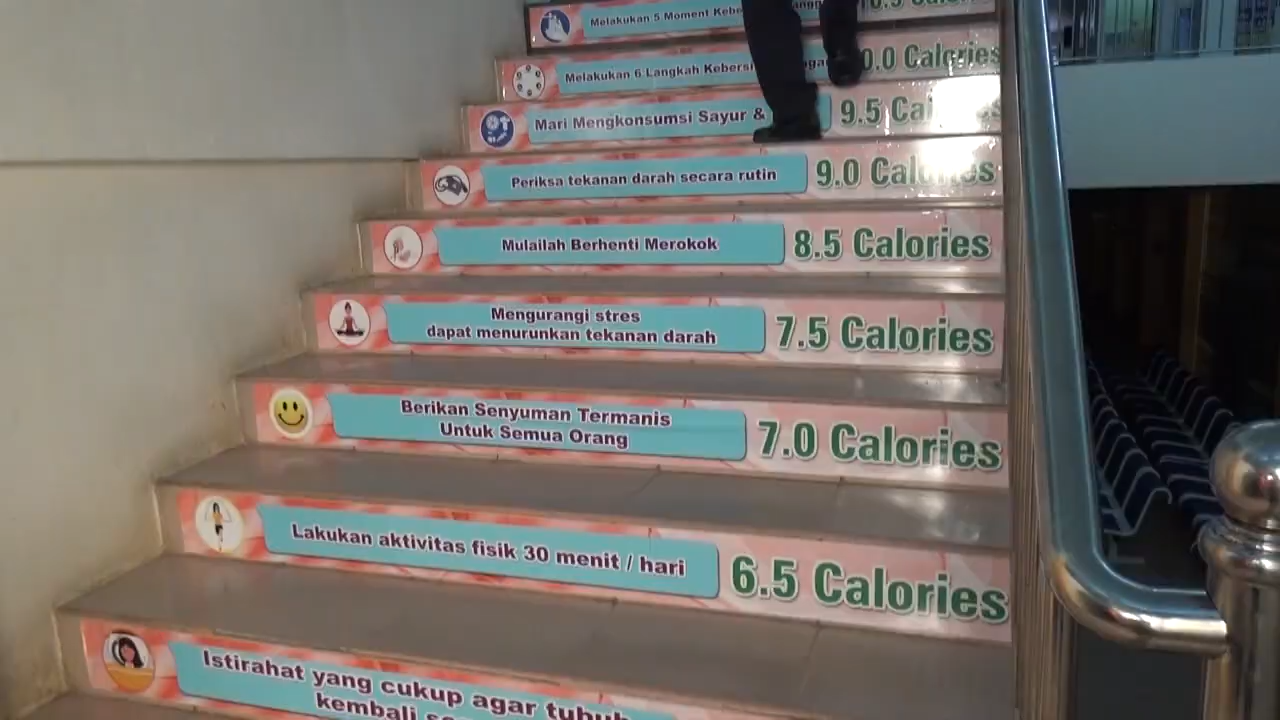 Melakukan 5 Moment
Melakukan 6 Langkah
0.0 Calories
Mari Mengkonsumsi Sayur &
9.5
Periksa tekanan darah secara rutin
9.0
Mulailah Berhenti Merokok
8.5 Calories
Mengurangi stres
dapat menurunkan tekanan darah
7.5 Calories
Berikan Senyuman Termanis
Untuk Semua Orang
7.0 Calories
Lakukan aktivitas fisik 30 menit / hari
6.5 Calories
Istirahat yang cukup agar
kembali